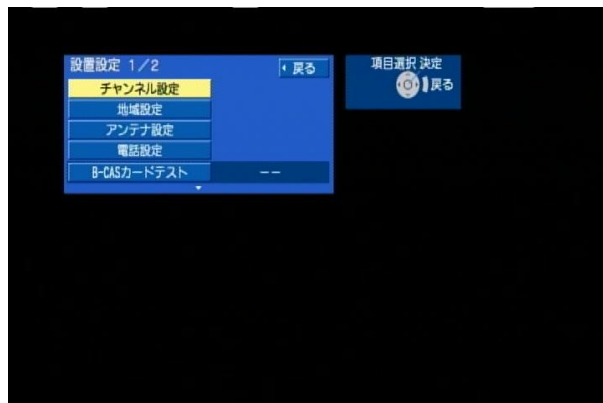 設置設定 1/2
戻る
チャンネル設定
地域設定
アンテナ設定
電話設定
B-CASカードテスト --
項目選択 決定
戻る